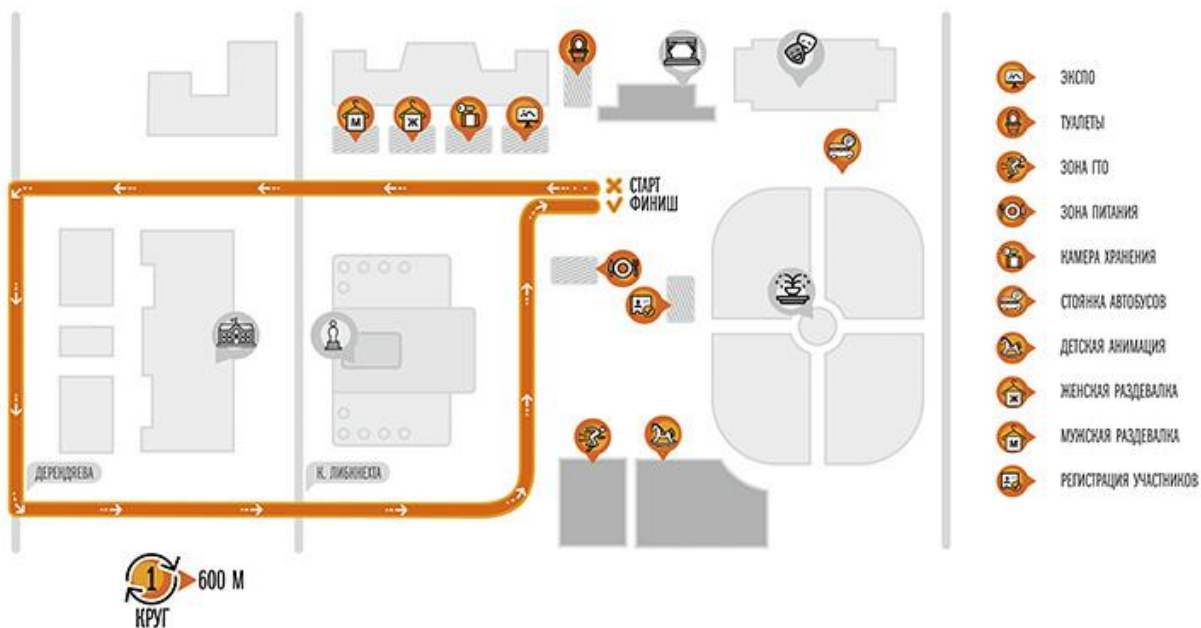 М
Ж
СТАРТ
ФИНИШ
ДЕРЕНДЯЕВА
К. ЛИБКНЕХТА
1
600 М
КРУГ
ЭКСПО
ТУАЛЕТЫ
ЗОНА ГТО
ЗОНА ПИТАНИЯ
КАМЕРА ХРАНЕНИЯ
СТОЯНКА АВТОБУСОВ
ДЕТСКАЯ АНИМАЦИЯ
Ж
ЖЕНСКАЯ РАЗДЕВАЛКА
М
МУЖСКАЯ РАЗДЕВАЛКА
РЕГИСТРАЦИЯ УЧАСТНИКОВ